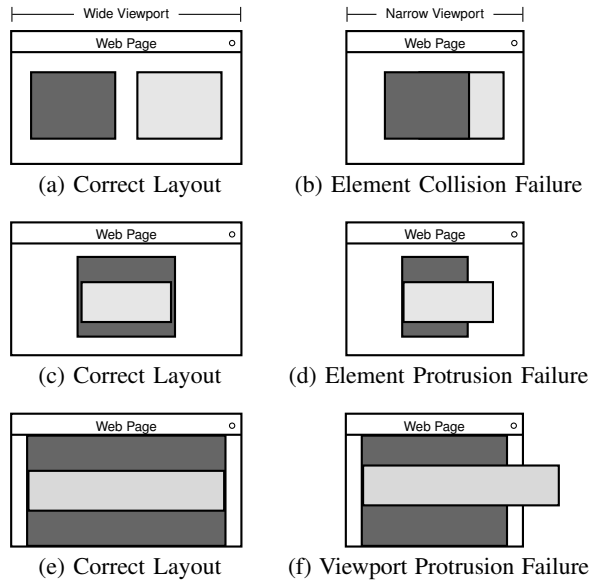 Wide Viewport
Narrow Viewport
Web Page
Web Page
(a) Correct Layout
(b) Element Collision Failure
Web Page
Web Page
(c) Correct Layout
(d) Element Protrusion Failure
Web Page
Web Page
(e) Correct Layout
(f) Viewport Protrusion Failure